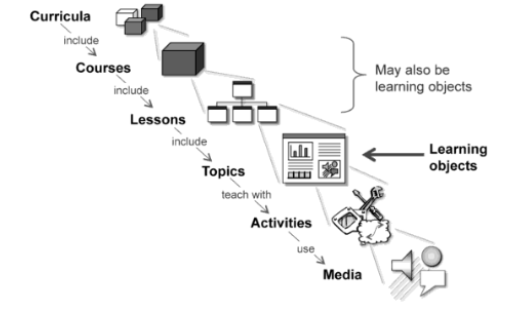 Curricula
include
Courses
include
Lessons
include
Topics
teach with
Activities
use
Media
May also be
learning objects
Learning
objects